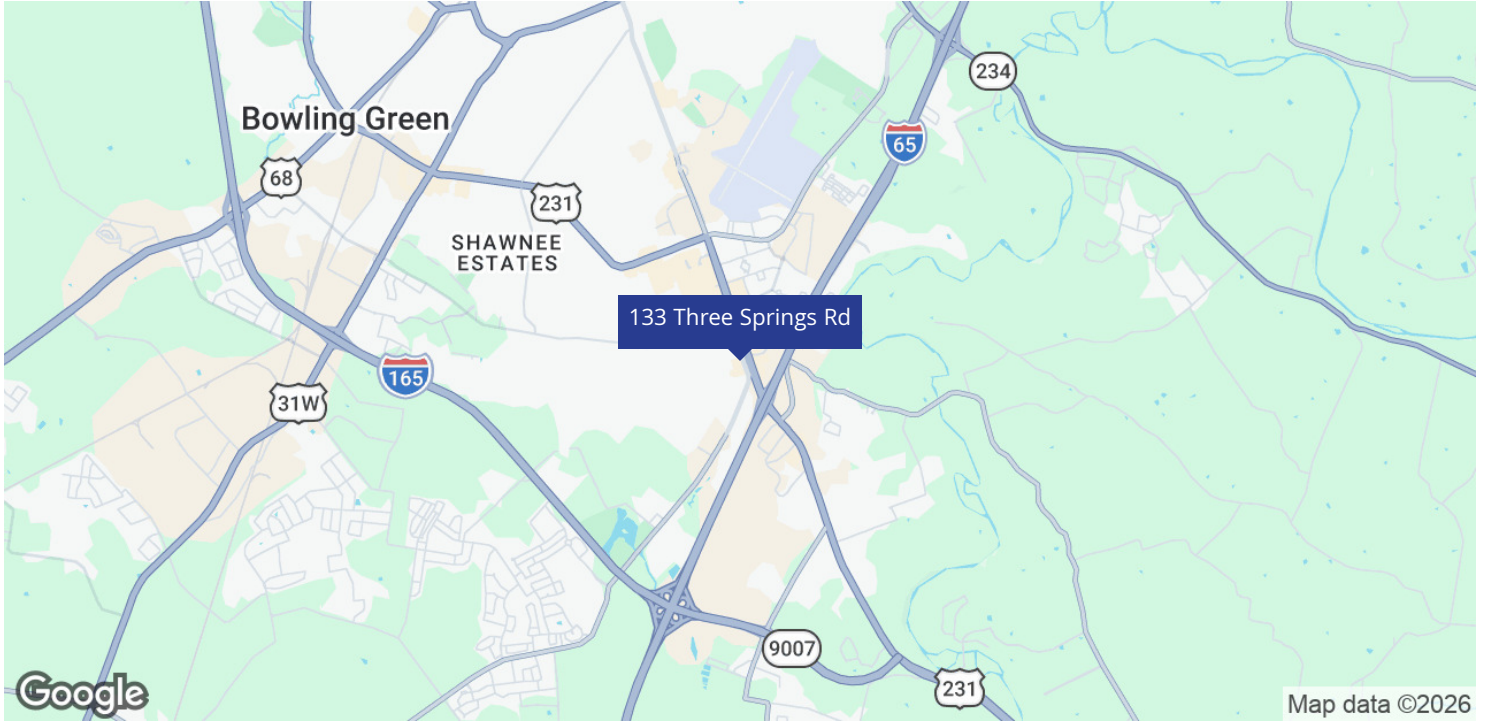 234
Bowling Green
65
68
231
SHAWNEE
ESTATES
133 Three Springs Rd
165
31W
9007
231
Google
Map data ©2026